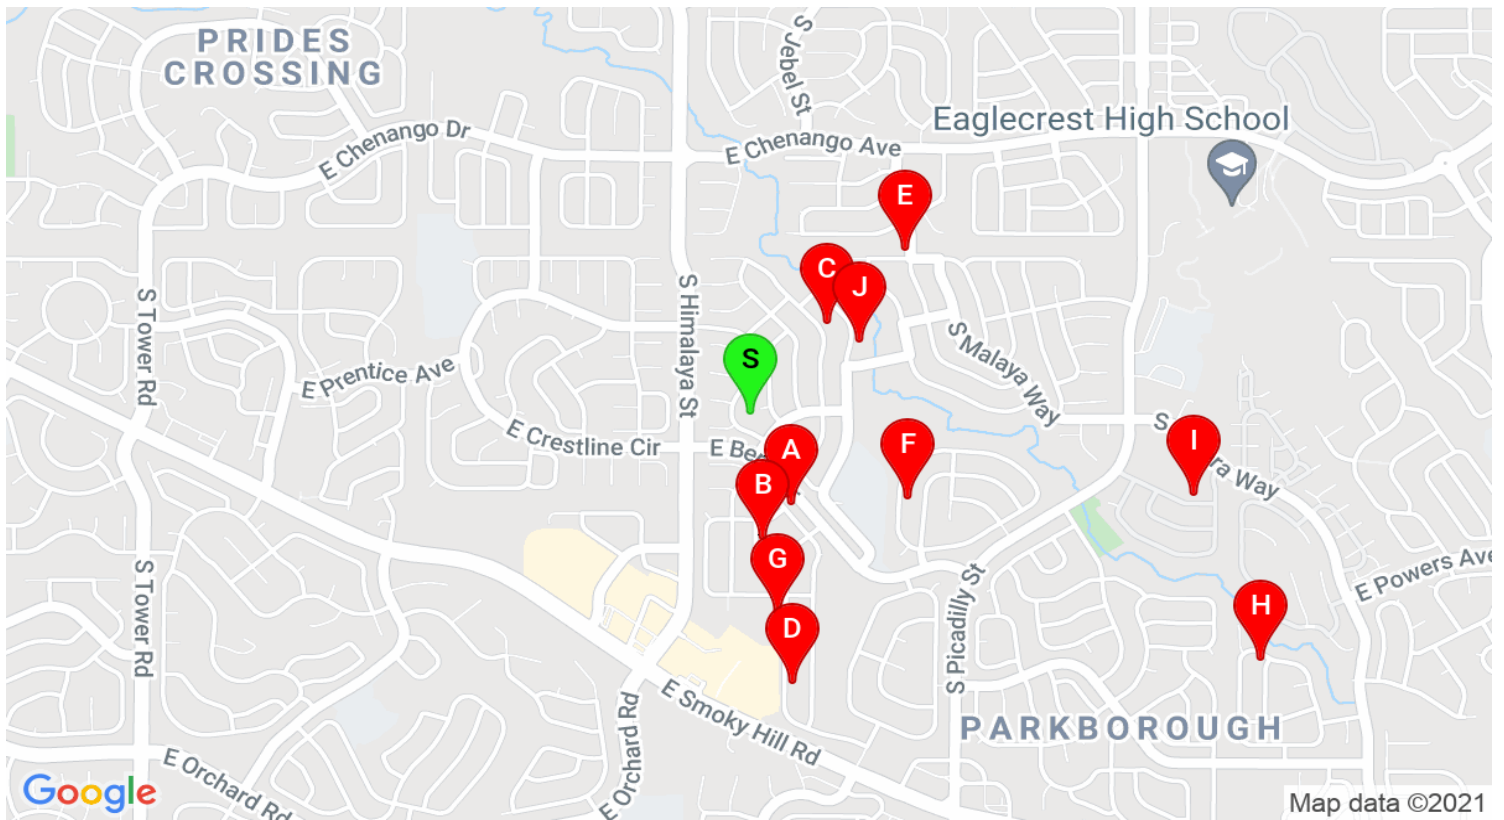 PRIDES
CROSSING
S Jebel St
Eaglecrest High School
E Chenango Dr
E Chenango Ave
E
C
J
S Tower Rd
S Himalaya St
S Malaya Way
S
E Prentice Ave
E Crestline Cir
E Be
A
F
I
S
ra Way
B
G
E Powers Ave
S Tower Rd
S Picadilly St
H
D
E Smoky Hill Rd
PARKBOROUGH
E Orchard Rd
E Orchard Rd
Google
Map data ©2021